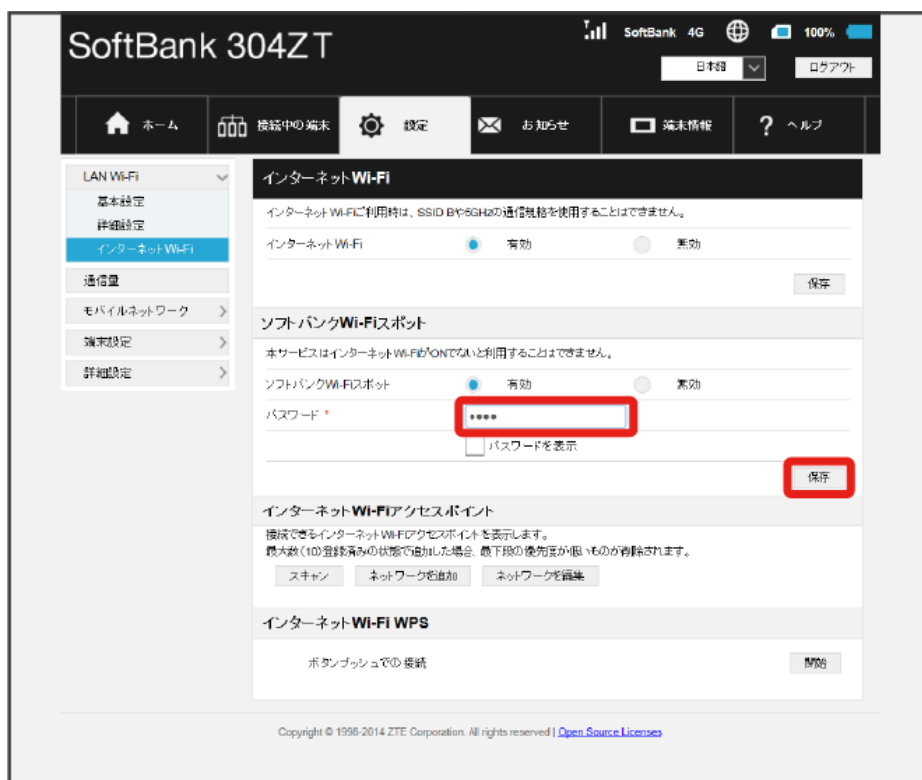 SoftBank 304ZT
SoftBank 4G 100%
日本語 ログアウト
ホーム 接続中の端末 設定 お知らせ 端末情報 ? ヘルプ
LAN Wi-Fi
基本設定
詳細設定
インターネットWi-Fi
通信量
モバイルネットワーク
端末設定
詳細設定
インターネットWi-Fi
インターネットWi-Fiご利用時は、SSID Bや5GHzの通信規格を使用することはできません。
インターネットWi-Fi 有効 無効
保存
ソフトバンクWi-Fiスポット
本サービスはインターネットWi-FiがONでないと利用することはできません。
ソフトバンクWi-Fiスポット 有効 無効
パスワード * ••••
パスワードを表示
保存
インターネットWi-Fiアクセスポイント
接続できるインターネットWi-Fiアクセスポイントを表示します。
最大数(10)登録済みの状態で追加した場合、最下段の優先度が低いものが削除されます。
スキャン ネットワークを追加 ネットワークを編集
インターネットWi-Fi WPS
ボタンプッシュでの接続 開始
Copyright © 1998-2014 ZTE Corporation. All rights reserved | Open Source Licenses